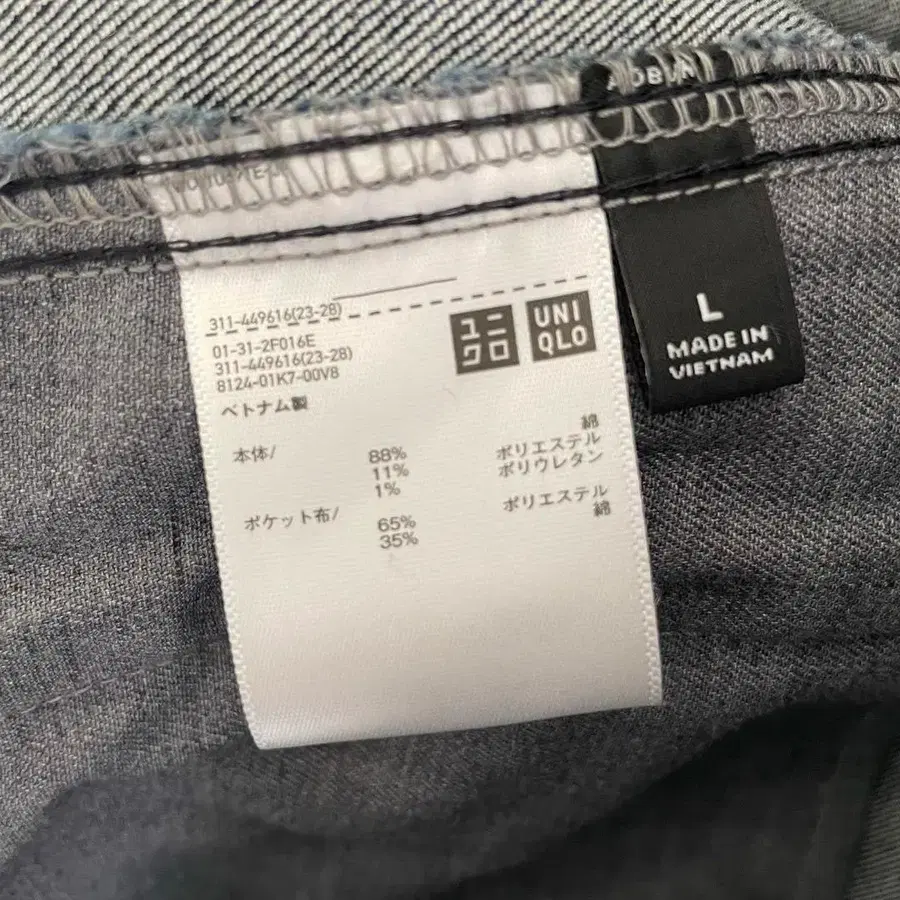 311-449616(23-28)
01-31-2F016E
311-449616(23-28)
8124-01K7-00V8
ベトナム製
ユニクロ
UNIQLO
本体/ 88% 綿
11% ポリエステル
1% ポリウレタン
ポケット布/ 65% ポリエステル
35% 綿
L
MADE IN
VIETNAM